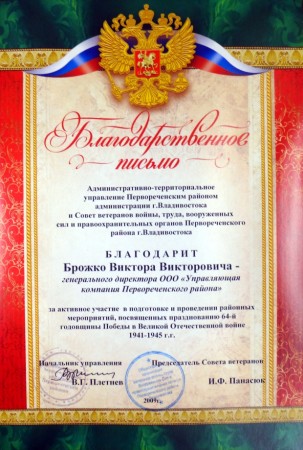 Благодарственное
письмо
Административно-территориальное
управление Первореченским районом
администрации г.Владивостока
и Совет ветеранов войны, труда, вооруженных
сил и правоохранительных органов Первореченского
района г.Владивостока
БЛАГОДАРИТ
Брожко Виктора Викторовича -
генерального директора ООО «Управляющая
компания Первореченского района»
за активное участие в подготовке и проведении районных
мероприятий, посвященных празднованию 64-й
годовщины Победы в Великой Отечественной войне
1941-1945 г.г.
Начальник управления Председатель Совета ветеранов
В.Г. Плетнев И.Ф. Панасюк
2009г.